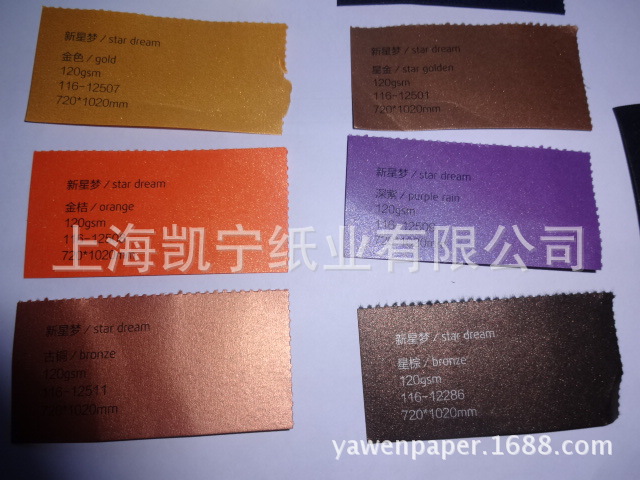 新星梦 / star dream
金色 / gold
120gsm
116-12507
720*1020mm
新星梦 / star dream
星金 / star golden
120gsm
116-12501
720*1020mm
新星梦 / star dream
金桔 / orange
120gsm
720*1020mm
新星梦 / star dream
深紫 / purple rain
120gsm
720*1020mm
上海凯宁纸业有限公司
新星梦 / star dream
古铜 / bronze
120gsm
116-12511
720*1020mm
新星梦 / star dream
星棕 / bronze
120gsm
116-12286
720*1020mm
yawenpaper.1688.com